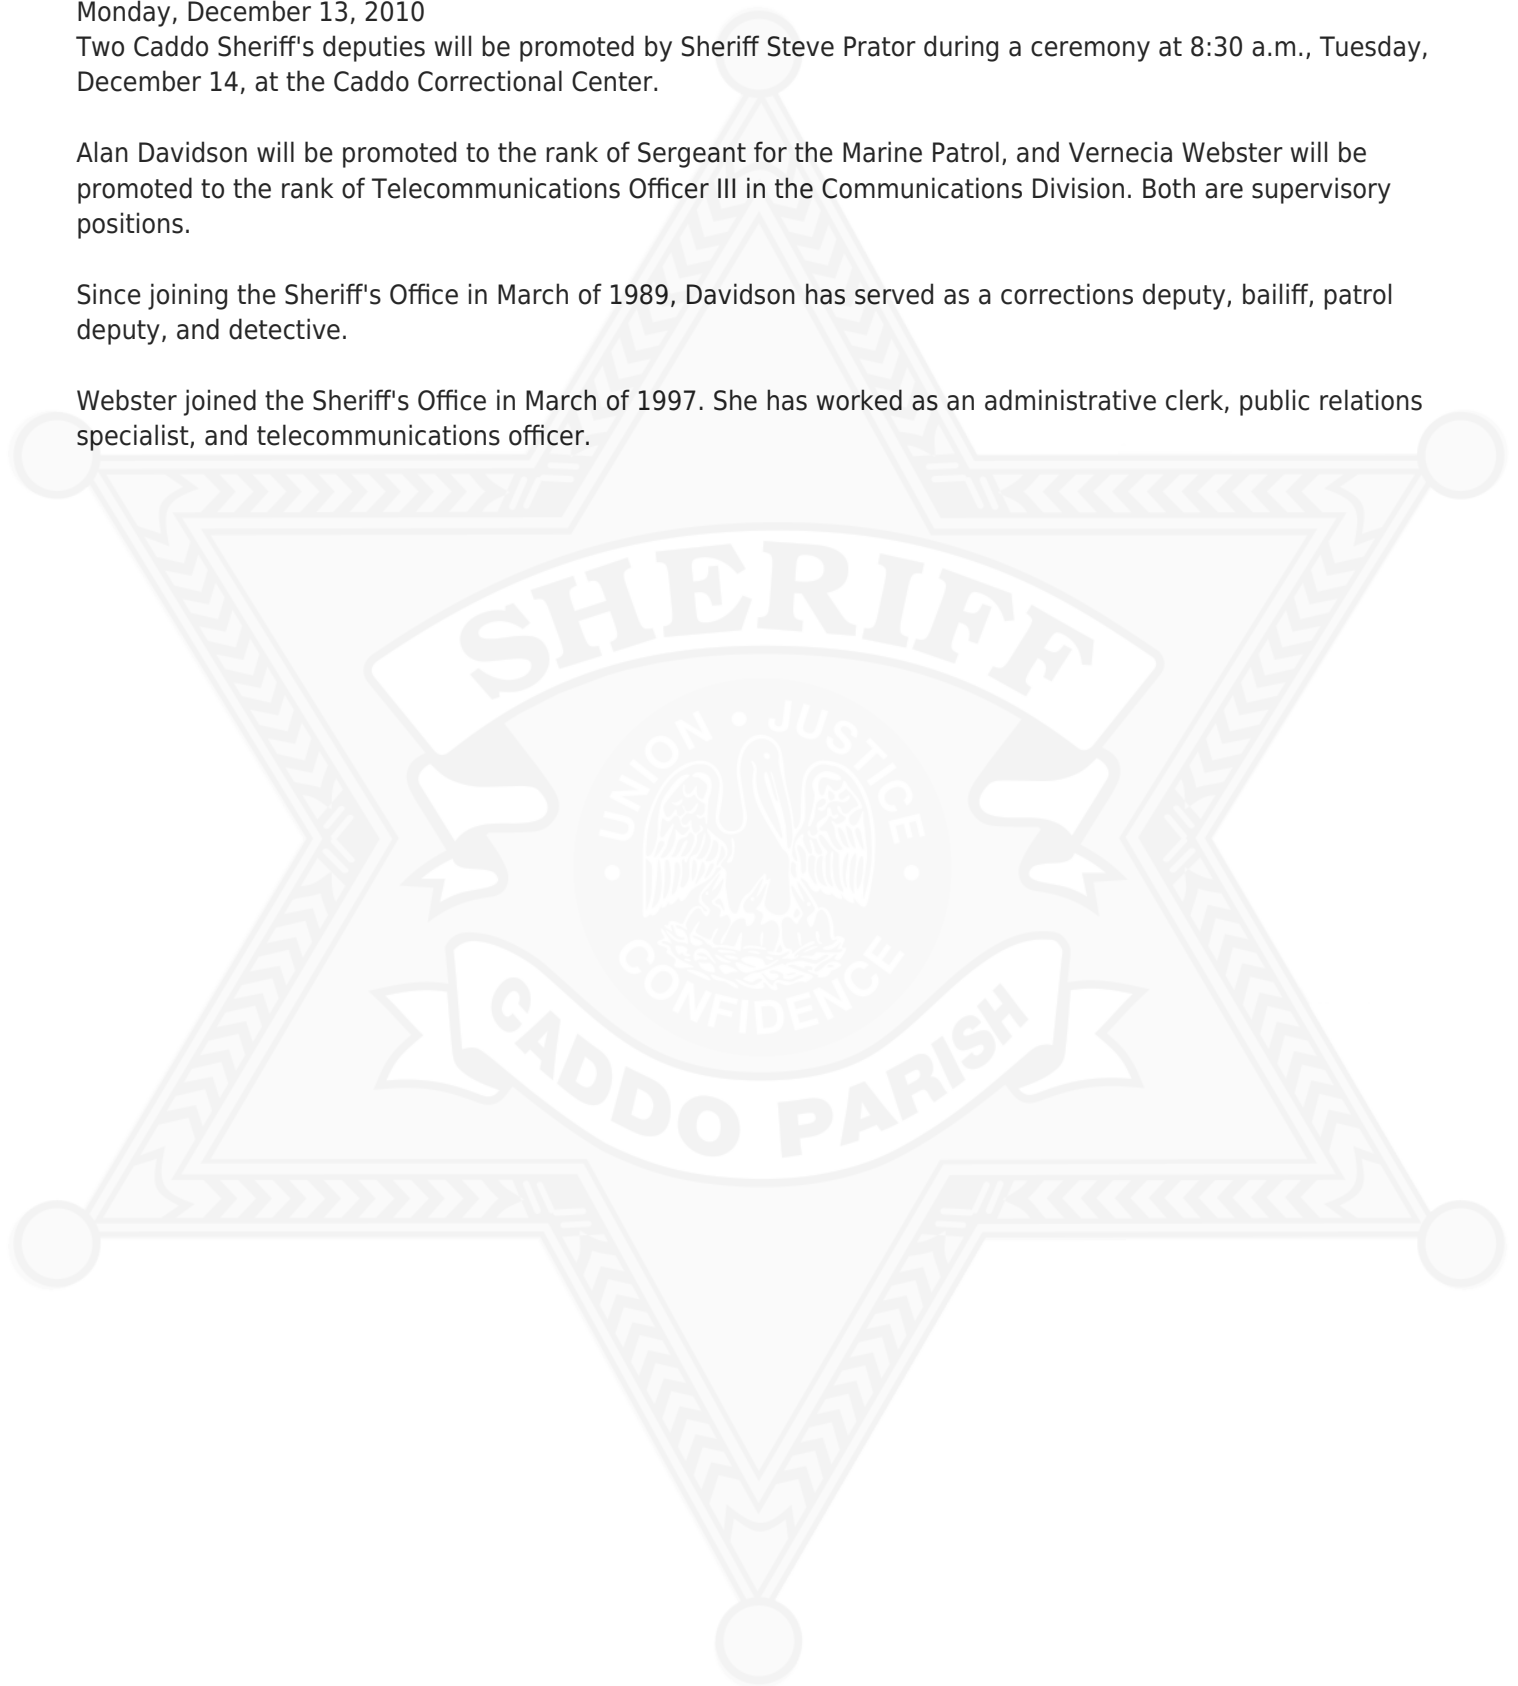 Monday, December 13, 2010
Two Caddo Sheriff's deputies will be promoted by Sheriff Steve Prator during a ceremony at 8:30 a.m., Tuesday,
December 14, at the Caddo Correctional Center.
Alan Davidson will be promoted to the rank of Sergeant for the Marine Patrol, and Vernecia Webster will be
promoted to the rank of Telecommunications Officer III in the Communications Division. Both are supervisory
positions.
Since joining the Sheriff's Office in March of 1989, Davidson has served as a corrections deputy, bailiff, patrol
deputy, and detective.
Webster joined the Sheriff's Office in March of 1997. She has worked as an administrative clerk, public relations
specialist, and telecommunications officer.
SHERIFF
UNION • JUSTICE
• CONFIDENCE •
CADDO PARISH